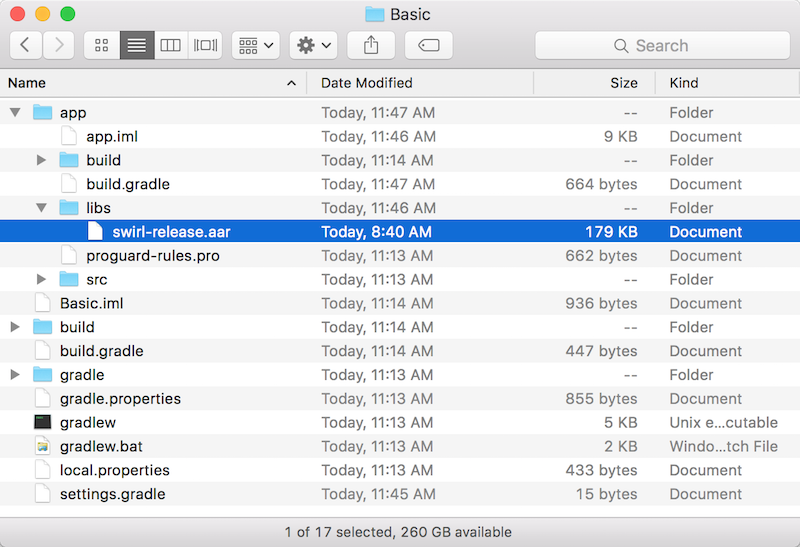 Basic
Search
Name Date Modified Size Kind
app Today, 11:47 AM -- Folder
app.iml Today, 11:46 AM 9 KB Document
build Today, 11:14 AM -- Folder
build.gradle Today, 11:47 AM 664 bytes Document
libs Today, 11:46 AM -- Folder
swirl-release.aar Today, 8:40 AM 179 KB Document
proguard-rules.pro Today, 11:13 AM 662 bytes Document
src Today, 11:13 AM -- Folder
Basic.iml Today, 11:14 AM 936 bytes Document
build Today, 11:14 AM -- Folder
build.gradle Today, 11:13 AM 447 bytes Document
gradle Today, 11:13 AM -- Folder
gradle.properties Today, 11:13 AM 855 bytes Document
gradlew Today, 11:13 AM 5 KB Unix e...cutable
gradlew.bat Today, 11:13 AM 2 KB Windo...tch File
local.properties Today, 11:13 AM 433 bytes Document
settings.gradle Today, 11:45 AM 15 bytes Document
1 of 17 selected, 260 GB available